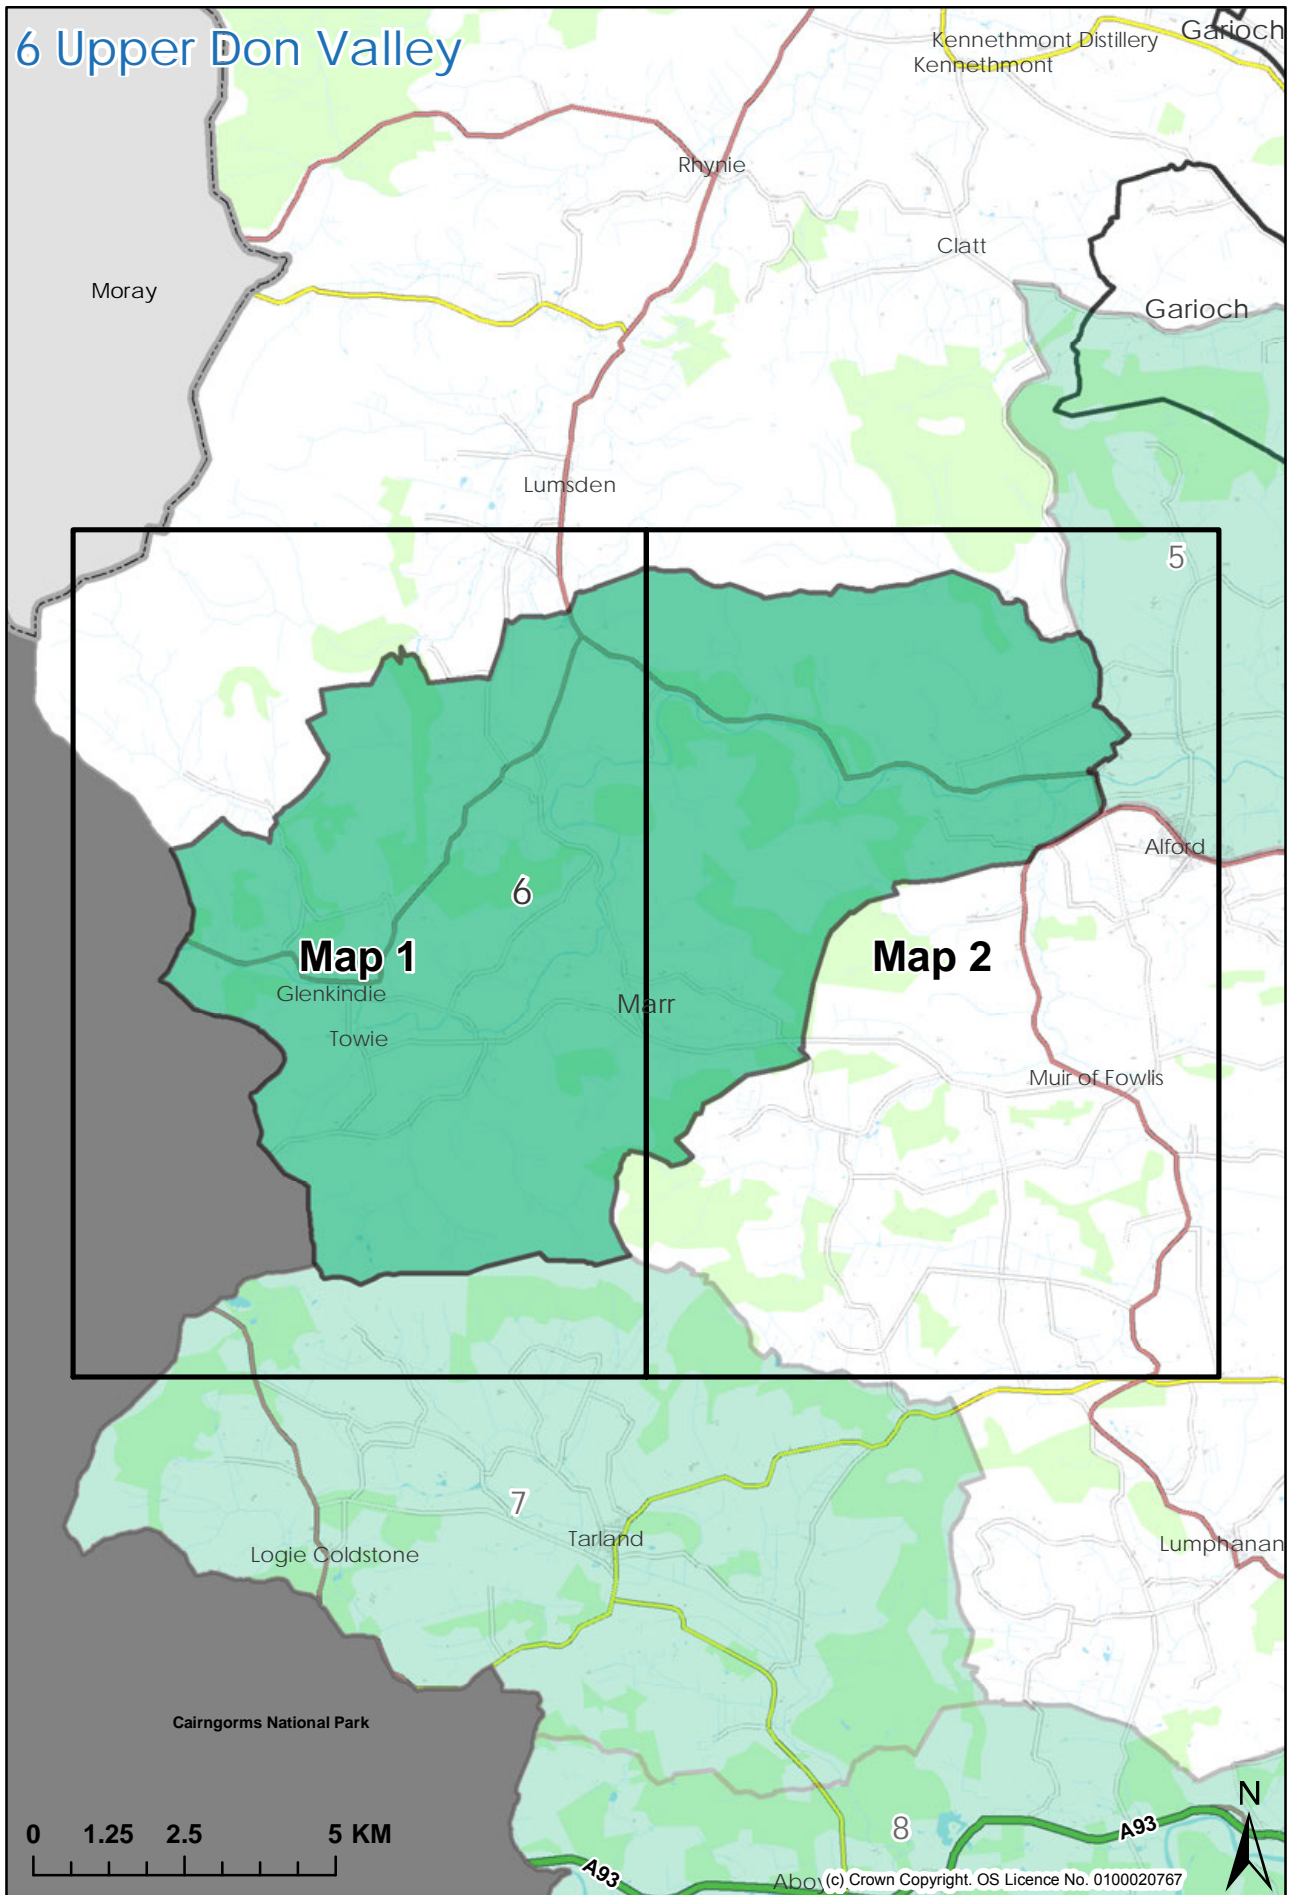 6 Upper Don Valley
Kennethmont Distillery
Garioch
Kennethmont
Rhynie
Clatt
Moray
Garioch
Lumsden
5
Alford
6
Map 1
Map 2
Glenkindie
Marr
Towie
Muir of Fowlis
7
Tarland
Logie Coldstone
Lumphanan
Cairngorms National Park
N
0 1.25 2.5 5 KM
8
A93
A93
Aboy
(c) Crown Copyright. OS Licence No. 0100020767